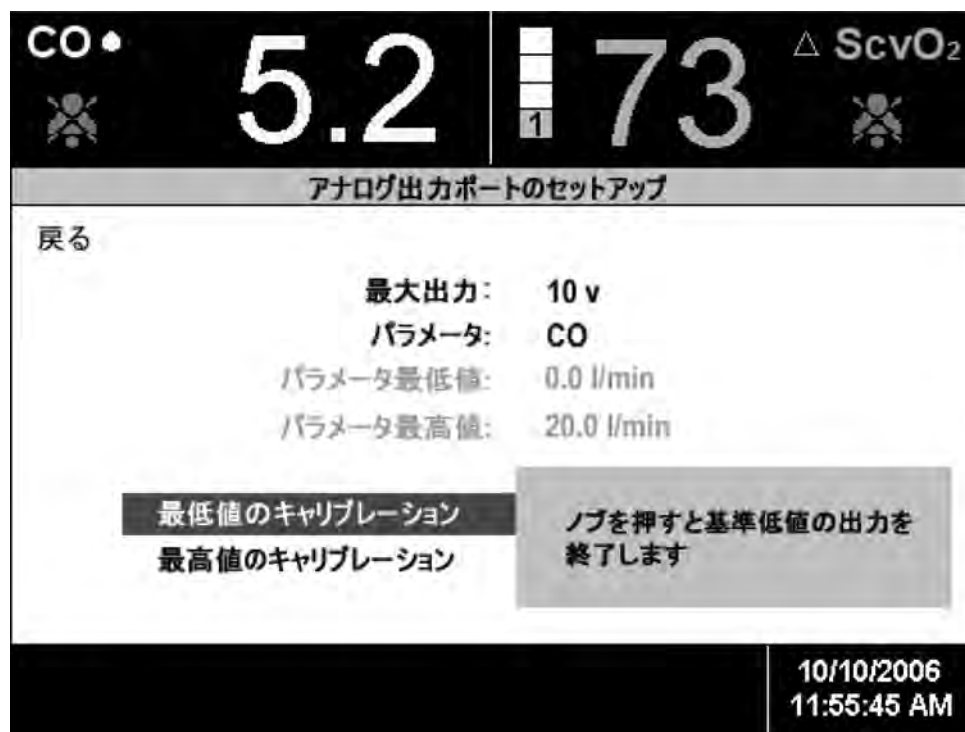 CO
5.2
1
73
△ ScvO₂
アナログ出力ポートのセットアップ
戻る
最大出力: 10 v
パラメータ: CO
パラメータ最低値: 0.0 l/min
パラメータ最高値: 20.0 l/min
最低値のキャリブレーション
最高値のキャリブレーション
ノブを押すと基準低値の出力を
終了します
10/10/2006
11:55:45 AM